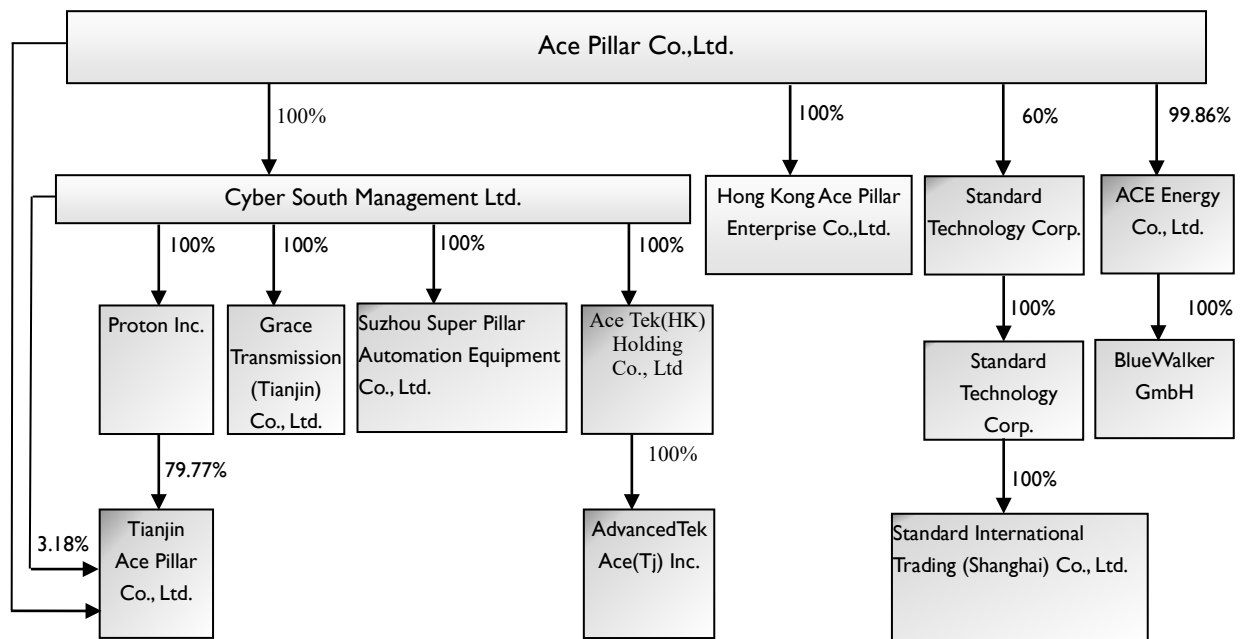 Ace Pillar Co.,Ltd.
100%
100%
60%
99.86%
Cyber South Management Ltd.
Hong Kong Ace Pillar
Enterprise Co.,Ltd.
Standard
Technology Corp.
ACE Energy
Co., Ltd.
100%
100%
100%
100%
100%
100%
Proton Inc.
Grace
Transmission
(Tianjin)
Co., Ltd.
Suzhou Super Pillar
Automation Equipment
Co., Ltd.
Ace Tek(HK)
Holding
Co., Ltd
Standard
Technology
Corp.
BlueWalker
GmbH
79.77%
100%
100%
3.18%
Tianjin
Ace Pillar
Co., Ltd.
AdvancedTek
Ace(Tj) Inc.
Standard International
Trading (Shanghai) Co., Ltd.